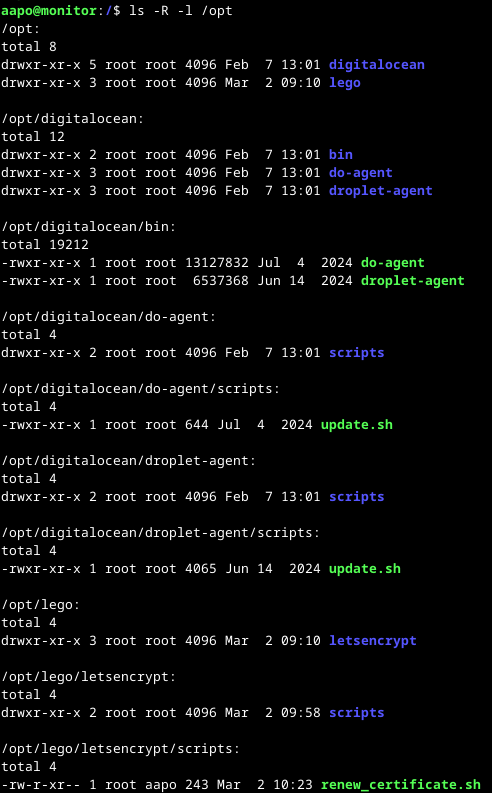 aapo@monitor:/$ ls -R -l /opt
/opt:
total 8
drwxr-xr-x 5 root root 4096 Feb  7 13:01 digitalocean
drwxr-xr-x 3 root root 4096 Mar  2 09:10 lego

/opt/digitalocean:
total 12
drwxr-xr-x 2 root root 4096 Feb  7 13:01 bin
drwxr-xr-x 3 root root 4096 Feb  7 13:01 do-agent
drwxr-xr-x 3 root root 4096 Feb  7 13:01 droplet-agent

/opt/digitalocean/bin:
total 19212
-rwxr-xr-x 1 root root 13127832 Jul  4  2024 do-agent
-rwxr-xr-x 1 root root  6537368 Jun 14  2024 droplet-agent

/opt/digitalocean/do-agent:
total 4
drwxr-xr-x 2 root root 4096 Feb  7 13:01 scripts

/opt/digitalocean/do-agent/scripts:
total 4
-rwxr-xr-x 1 root root 644 Jul  4  2024 update.sh

/opt/digitalocean/droplet-agent:
total 4
drwxr-xr-x 2 root root 4096 Feb  7 13:01 scripts

/opt/digitalocean/droplet-agent/scripts:
total 4
-rwxr-xr-x 1 root root 4065 Jun 14  2024 update.sh

/opt/lego:
total 4
drwxr-xr-x 3 root root 4096 Mar  2 09:10 letsencrypt

/opt/lego/letsencrypt:
total 4
drwxr-xr-x 2 root root 4096 Mar  2 09:58 scripts

/opt/lego/letsencrypt/scripts:
total 4
-rw-r-xr-- 1 root aapo 243 Mar  2 10:23 renew_certificate.sh